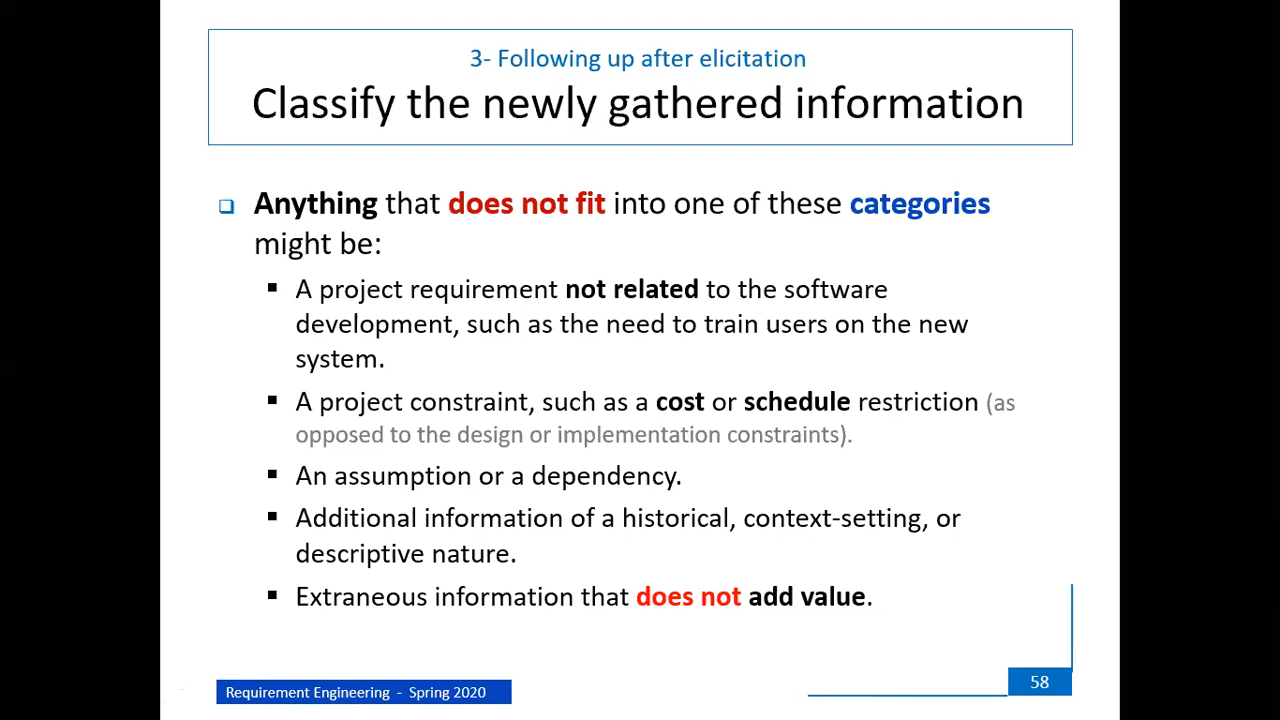 3- Following up after elicitation
Classify the newly gathered information
Anything that does not fit into one of these categories
might be:
A project requirement not related to the software
development, such as the need to train users on the new
system.
A project constraint, such as a cost or schedule restriction (as
opposed to the design or implementation constraints).
An assumption or a dependency.
Additional information of a historical, context-setting, or
descriptive nature.
Extraneous information that does not add value.
Requirement Engineering - Spring 2020
58